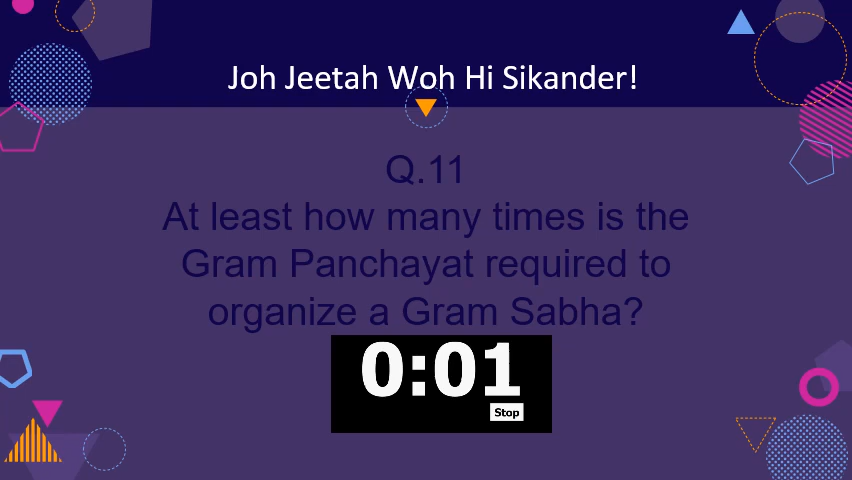 Joh Jeetah Woh Hi Sikander!
Q.11
At least how many times is the
Gram Panchayat required to
organize a Gram Sabha?
0:01
Stop